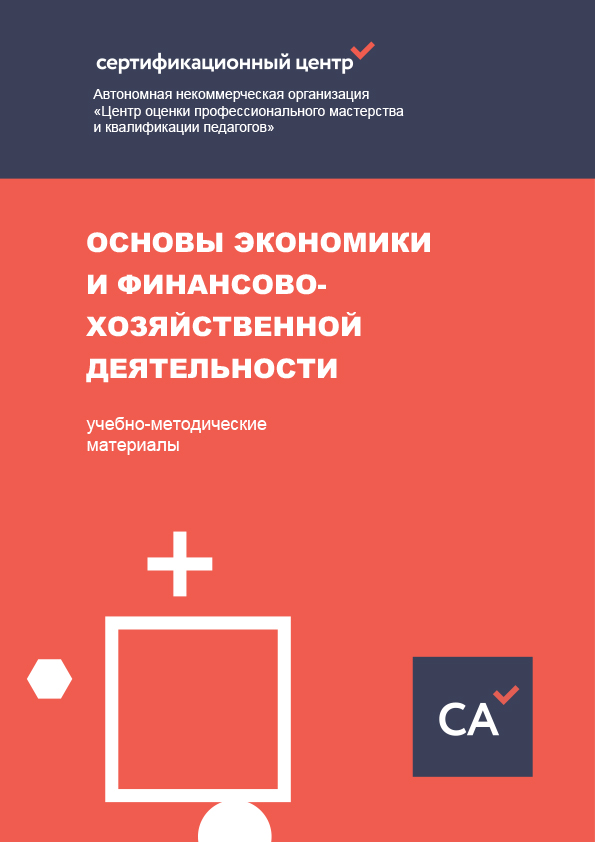 сертификационный центр
Автономная некоммерческая организация
«Центр оценки профессионального мастерства
и квалификации педагогов»
ОСНОВЫ ЭКОНОМИКИ
И ФИНАНСОВО-
ХОЗЯЙСТВЕННОЙ
ДЕЯТЕЛЬНОСТИ
учебно-методические
материалы
СА